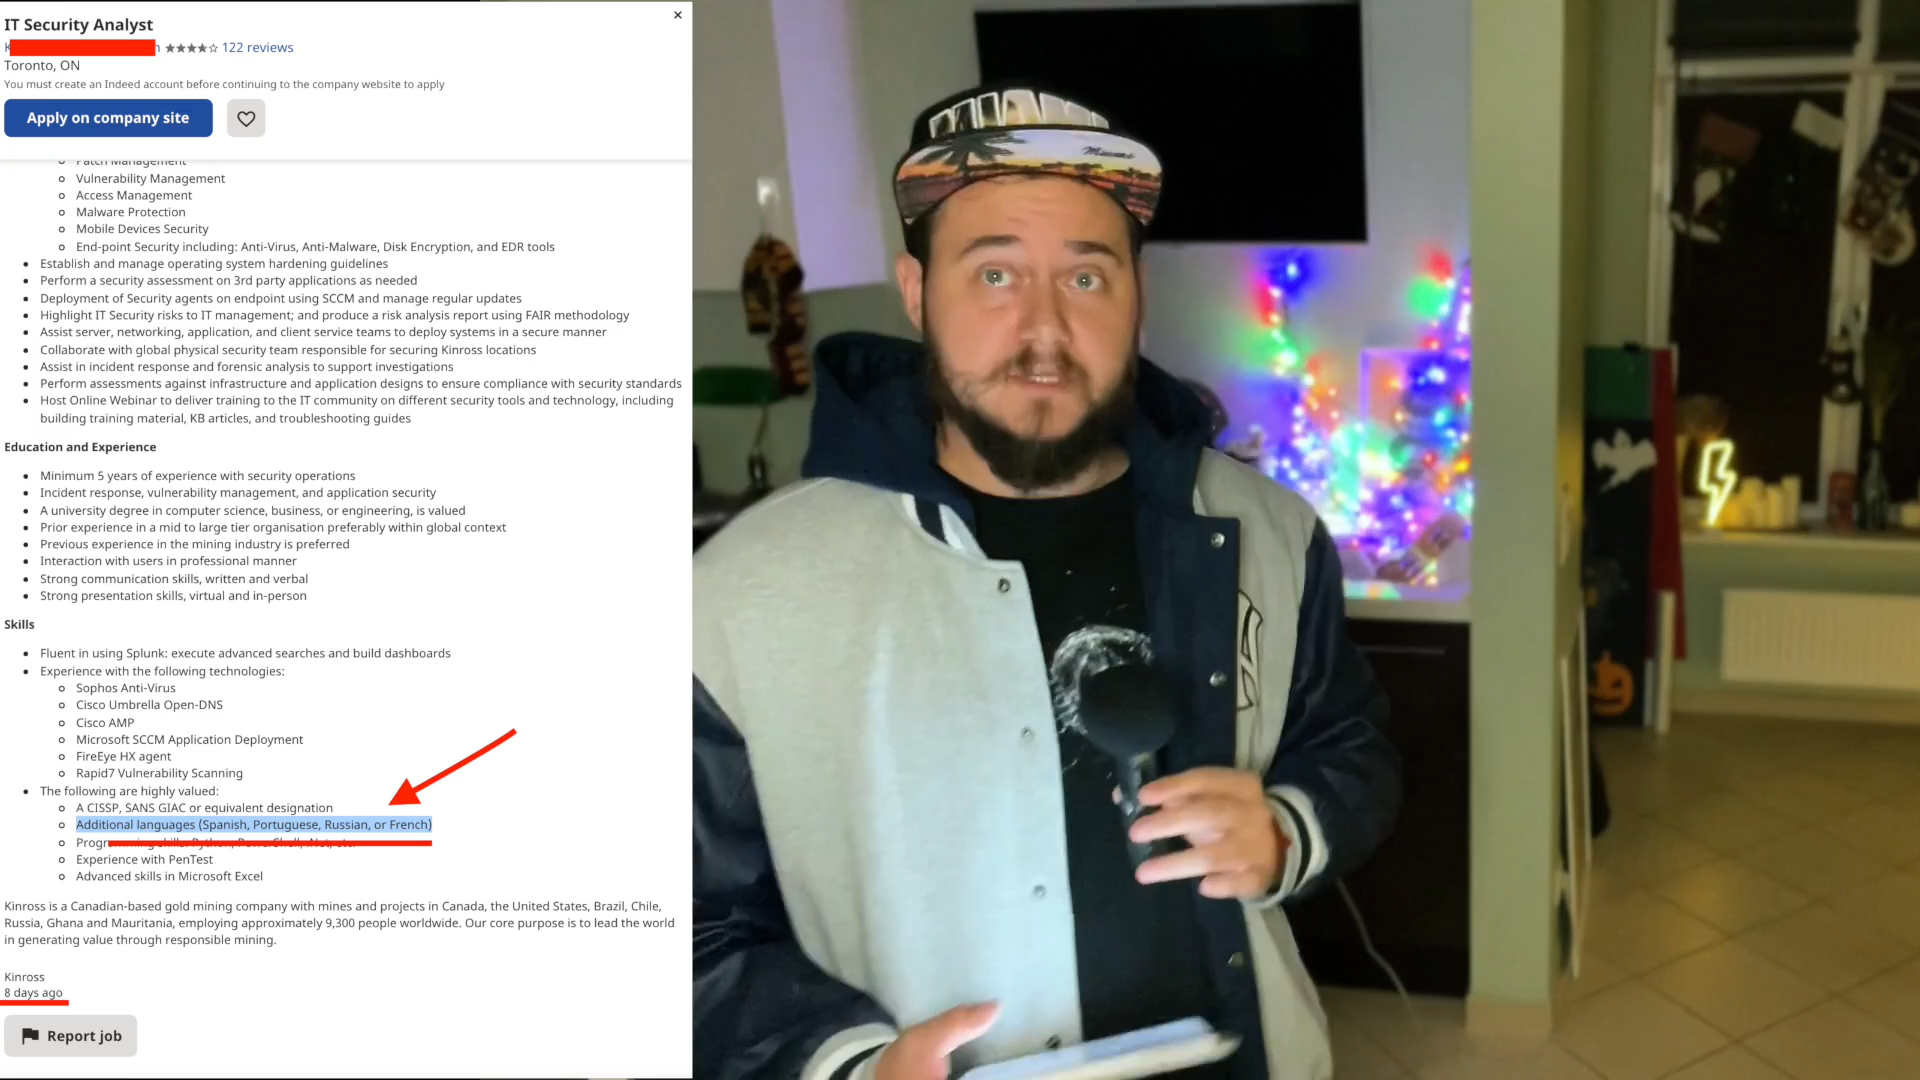 IT Security Analyst
122 reviews
Toronto, ON
You must create an Indeed account before continuing to the company website to apply
Apply on company site
Patch Management
Vulnerability Management
Access Management
Malware Protection
Mobile Devices Security
End-point Security including: Anti-Virus, Anti-Malware, Disk Encryption, and EDR tools
Establish and manage operating system hardening guidelines
Perform a security assessment on 3rd party applications as needed
Deployment of Security agents on endpoint using SCCM and manage regular updates
Highlight IT Security risks to IT management; and produce a risk analysis report using FAIR methodology
Assist server, networking, application, and client service teams to deploy systems in a secure manner
Collaborate with global physical security team responsible for securing Kinross locations
Assist in incident response and forensic analysis to support investigations
Perform assessments against infrastructure and application designs to ensure compliance with security standards
Host Online Webinar to deliver training to the IT community on different security tools and technology, including
building training material, KB articles, and troubleshooting guides
Education and Experience
Minimum 5 years of experience with security operations
Incident response, vulnerability management, and application security
A university degree in computer science, business, or engineering, is valued
Prior experience in a mid to large tier organisation preferably within global context
Previous experience in the mining industry is preferred
Interaction with users in professional manner
Strong communication skills, written and verbal
Strong presentation skills, virtual and in-person
Skills
Fluent in using Splunk: execute advanced searches and build dashboards
Experience with the following technologies:
Sophos Anti-Virus
Cisco Umbrella Open-DNS
Cisco AMP
Microsoft SCCM Application Deployment
FireEye HX agent
Rapid7 Vulnerability Scanning
The following are highly valued:
A CISSP, SANS GIAC or equivalent designation
Additional languages (Spanish, Portuguese, Russian, or French)
Programming skills: Python, PowerShell, .Net, etc.
Experience with PenTest
Advanced skills in Microsoft Excel
Kinross is a Canadian-based gold mining company with mines and projects in Canada, the United States, Brazil, Chile,
Russia, Ghana and Mauritania, employing approximately 9,300 people worldwide. Our core purpose is to lead the world
in generating value through responsible mining.
Kinross
8 days ago
Report job
MIAMI
Miami